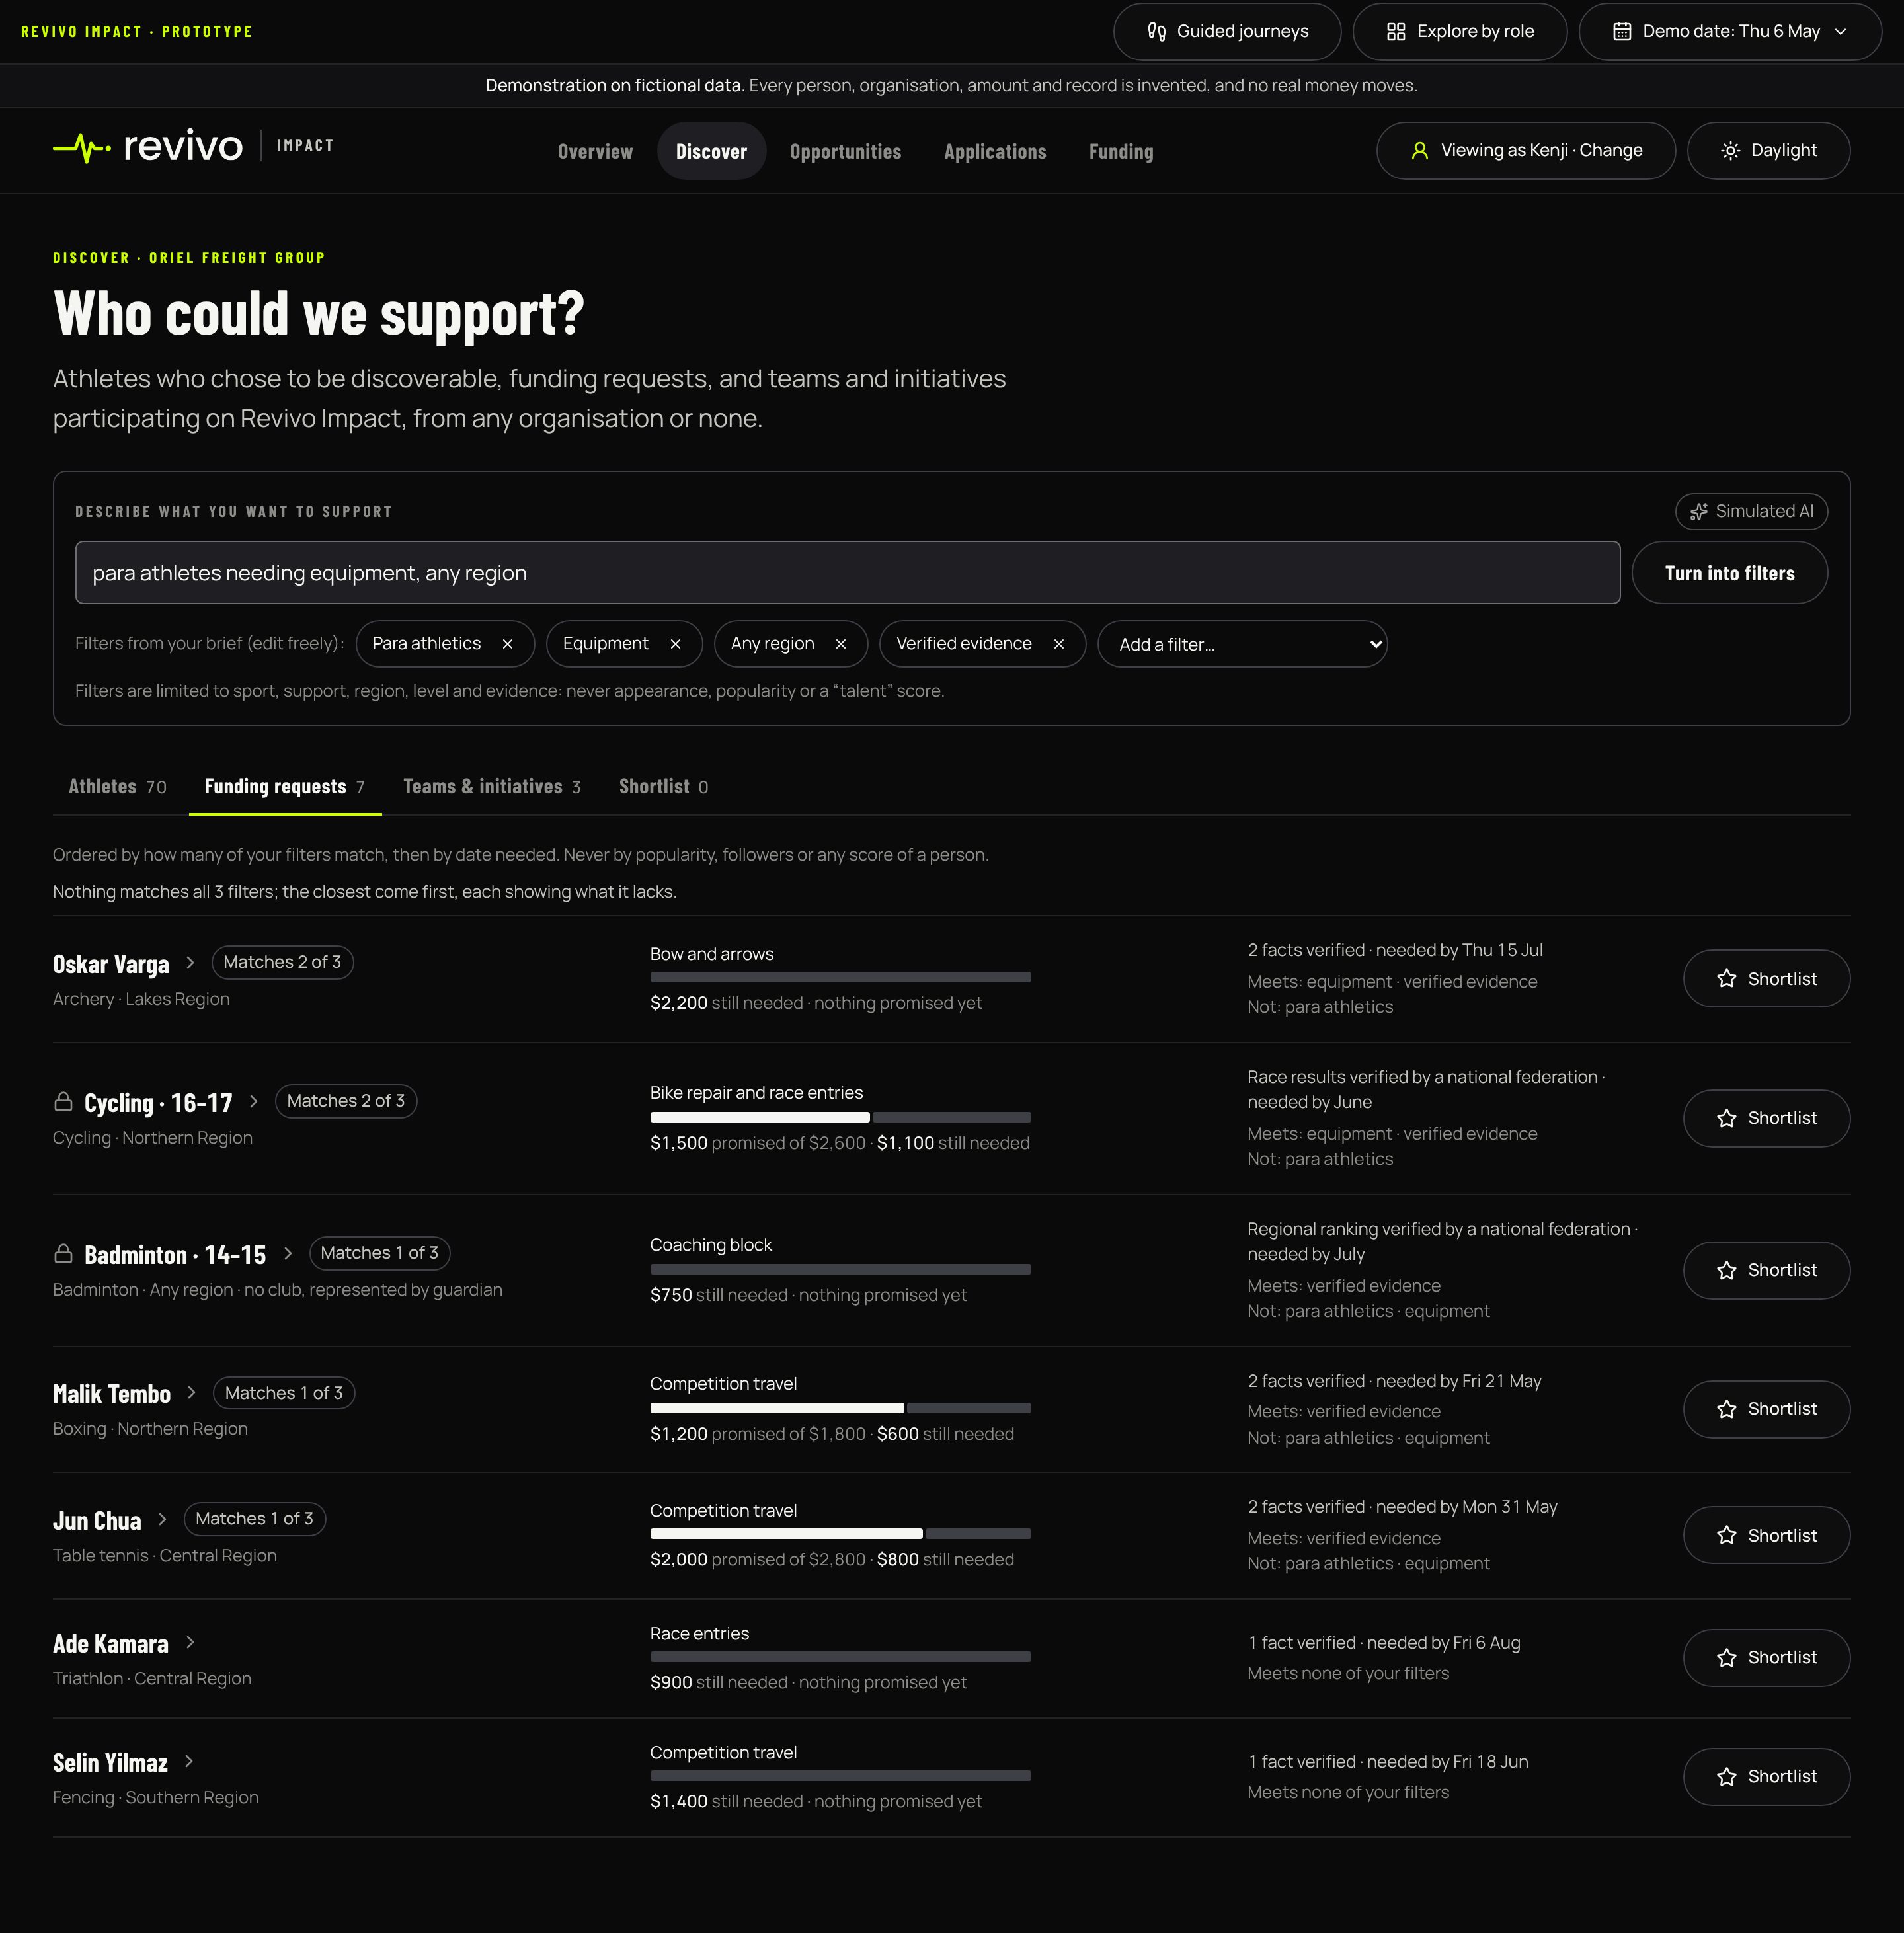 REVIVO IMPACT · PROTOTYPE
Guided journeys
Explore by role
Demo date: Thu 6 May
Demonstration on fictional data. Every person, organisation, amount and record is invented, and no real money moves.
revivo
IMPACT
Overview
Discover
Opportunities
Applications
Funding
Viewing as Kenji · Change
Daylight
DISCOVER · ORIEL FREIGHT GROUP
Who could we support?
Athletes who chose to be discoverable, funding requests, and teams and initiatives
participating on Revivo Impact, from any organisation or none.
DESCRIBE WHAT YOU WANT TO SUPPORT
Simulated AI
para athletes needing equipment, any region
Turn into filters
Filters from your brief (edit freely):
Para athletics ×
Equipment ×
Any region ×
Verified evidence ×
Add a filter...
Filters are limited to sport, support, region, level and evidence: never appearance, popularity or a “talent” score.
Athletes 70
Funding requests 7
Teams & initiatives 3
Shortlist 0
Ordered by how many of your filters match, then by date needed. Never by popularity, followers or any score of a person.
Nothing matches all 3 filters; the closest come first, each showing what it lacks.
Oskar Varga
Matches 2 of 3
Archery · Lakes Region
Bow and arrows
$2,200 still needed · nothing promised yet
2 facts verified · needed by Thu 15 Jul
Meets: equipment · verified evidence
Not: para athletics
Shortlist
Cycling · 16–17
Matches 2 of 3
Cycling · Northern Region
Bike repair and race entries
$1,500 promised of $2,600 · $1,100 still needed
Race results verified by a national federation ·
needed by June
Meets: equipment · verified evidence
Not: para athletics
Shortlist
Badminton · 14–15
Matches 1 of 3
Badminton · Any region · no club, represented by guardian
Coaching block
$750 still needed · nothing promised yet
Regional ranking verified by a national federation ·
needed by July
Meets: verified evidence
Not: para athletics · equipment
Shortlist
Malik Tembo
Matches 1 of 3
Boxing · Northern Region
Competition travel
$1,200 promised of $1,800 · $600 still needed
2 facts verified · needed by Fri 21 May
Meets: verified evidence
Not: para athletics · equipment
Shortlist
Jun Chua
Matches 1 of 3
Table tennis · Central Region
Competition travel
$2,000 promised of $2,800 · $800 still needed
2 facts verified · needed by Mon 31 May
Meets: verified evidence
Not: para athletics · equipment
Shortlist
Ade Kamara
Triathlon · Central Region
Race entries
$900 still needed · nothing promised yet
1 fact verified · needed by Fri 6 Aug
Meets none of your filters
Shortlist
Selin Yilmaz
Fencing · Southern Region
Competition travel
$1,400 still needed · nothing promised yet
1 fact verified · needed by Fri 18 Jun
Meets none of your filters
Shortlist